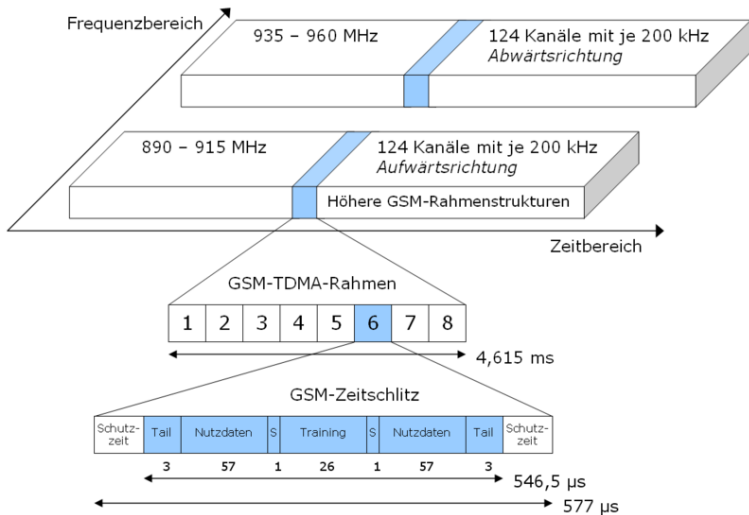 Frequenzbereich
935 – 960 MHz
124 Kanäle mit je 200 kHz
Abwärtsrichtung
890 – 915 MHz
124 Kanäle mit je 200 kHz
Aufwärtsrichtung
Höhere GSM-Rahmenstrukturen
Zeitbereich
GSM-TDMA-Rahmen
1 2 3 4 5 6 7 8
4,615 ms
GSM-Zeitschlitz
Schutz-
zeit
Tail
Nutzdaten
S
Training
S
Nutzdaten
Tail
Schutz-
zeit
3 57 1 26 1 57 3
546,5 µs
577 µs